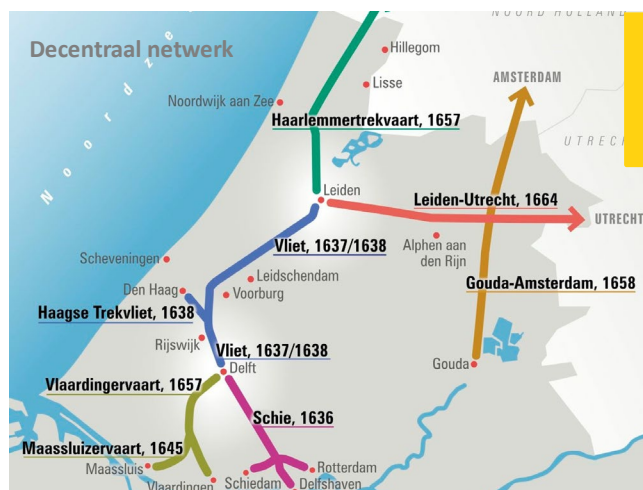 NOORD HOLLAND
Decentraal netwerk
Hillegom
Lisse
AMSTERDAM
Noordwijk aan Zee
Haarlemmertrekvaart, 1657
Noordzee
UTRECHT
Leiden
Leiden-Utrecht, 1664
UTRECHT
Alphen aan
den Rijn
Vliet, 1637/1638
Scheveningen
Leidschendam
Gouda-Amsterdam, 1658
Den Haag
Voorburg
Haagse Trekvliet, 1638
Rijswijk
Vliet, 1637/1638
Gouda
Delft
Vlaardingervaart, 1657
Schie, 1636
Maassluizervaart, 1645
Maassluis
Rotterdam
Vlaardingen
Schiedam
Delfshaven